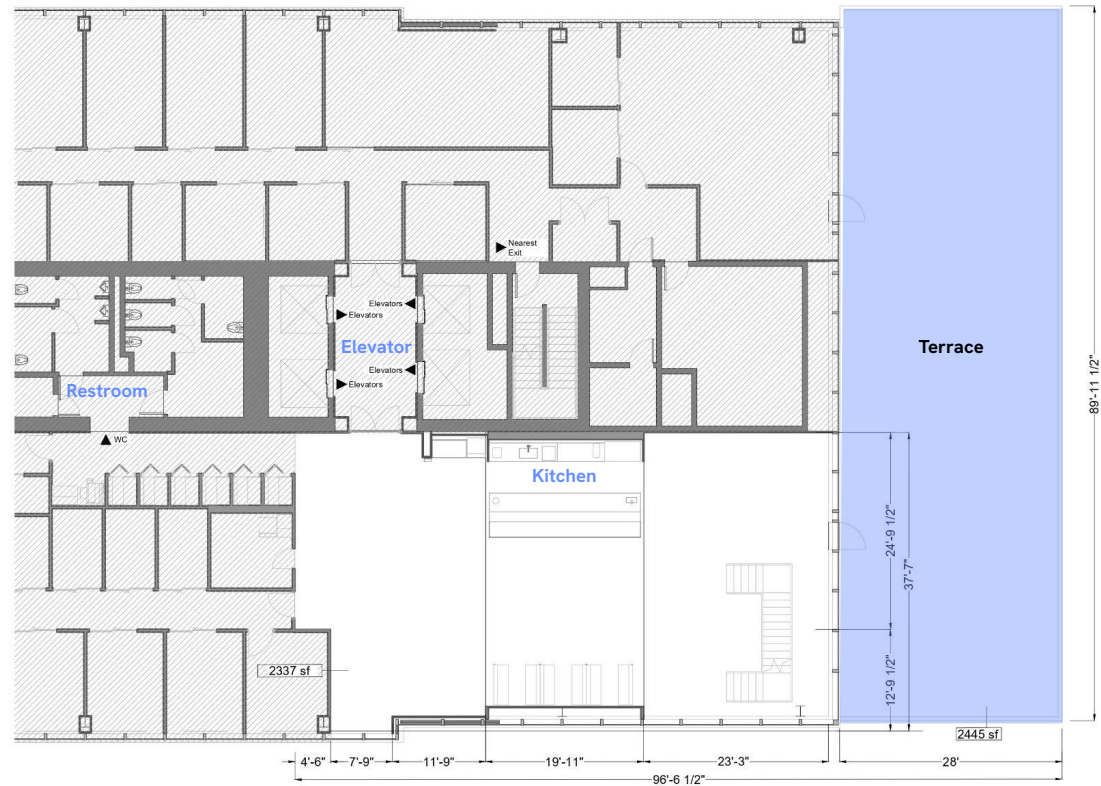 Nearest
Exit
Elevators
Elevators
Elevator
Terrace
Elevators
Elevators
Restroom
WC
Kitchen
89'-11 1/2"
24'-9 1/2"
37'-7"
12'-9 1/2"
2337 sf
2445 sf
4'-6"
7'-9"
11'-9"
19'-11"
23'-3"
28'
96'-6 1/2"